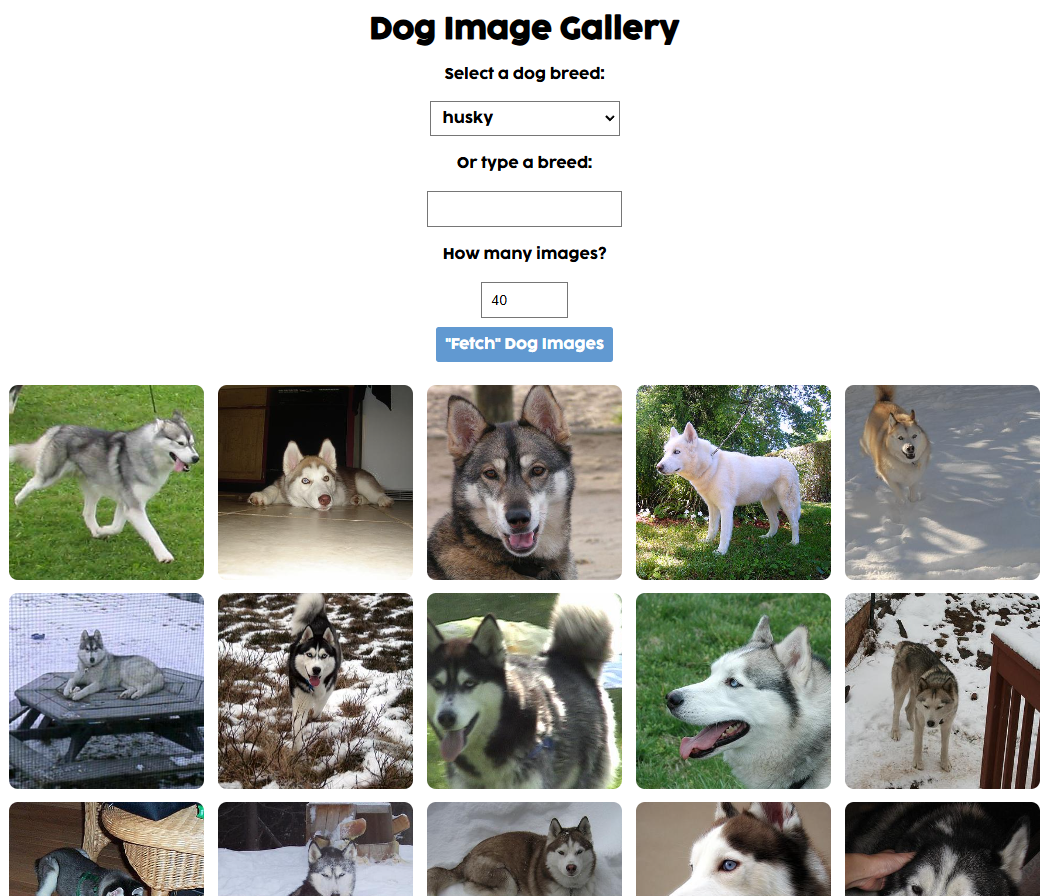 Dog Image Gallery
Select a dog breed:
husky
Or type a breed:
How many images?
40
"Fetch" Dog Images